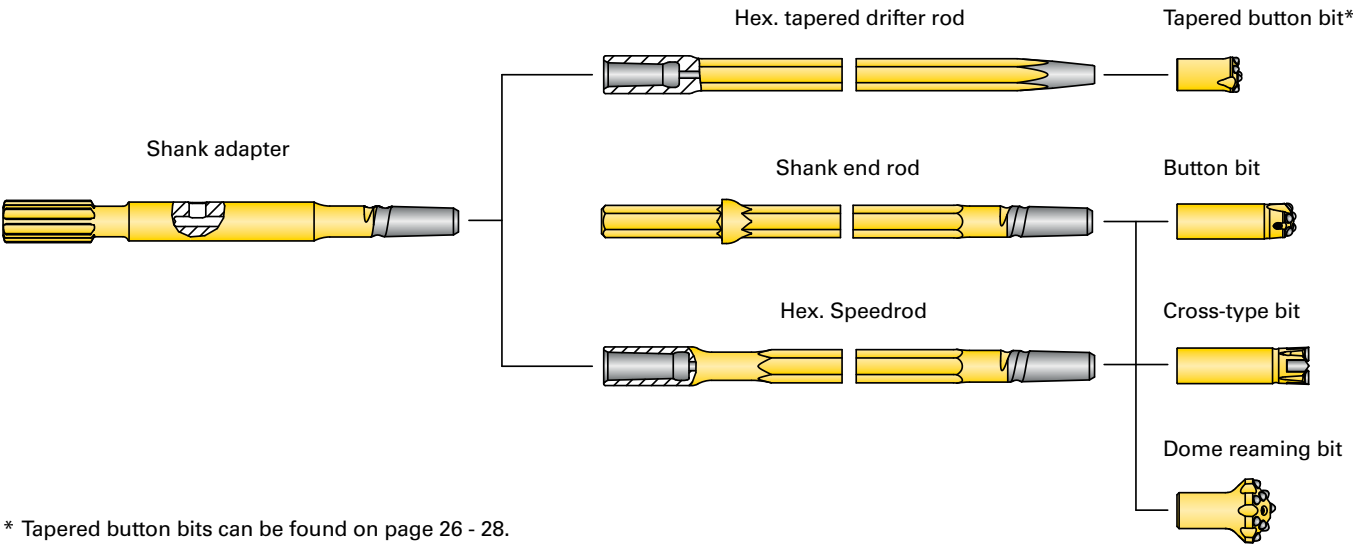 Hex. tapered drifter rod
Tapered button bit*
Shank adapter
Shank end rod
Button bit
Hex. Speedrod
Cross-type bit
Dome reaming bit
* Tapered button bits can be found on page 26 - 28.